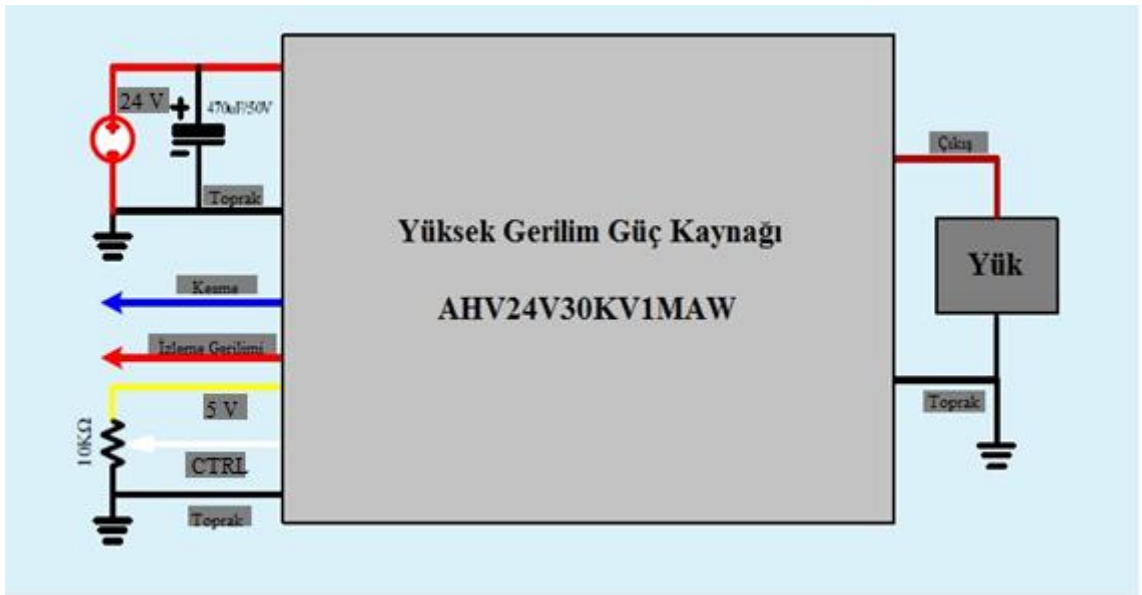 24 V
+
470uF/50V
Toprak
Kesme
İzleme Gerilimi
5 V
10KΩ
CTRL
Toprak
Yüksek Gerilim Güç Kaynağı
AHV24V30KV1MAW
Çıkış
Yük
Toprak